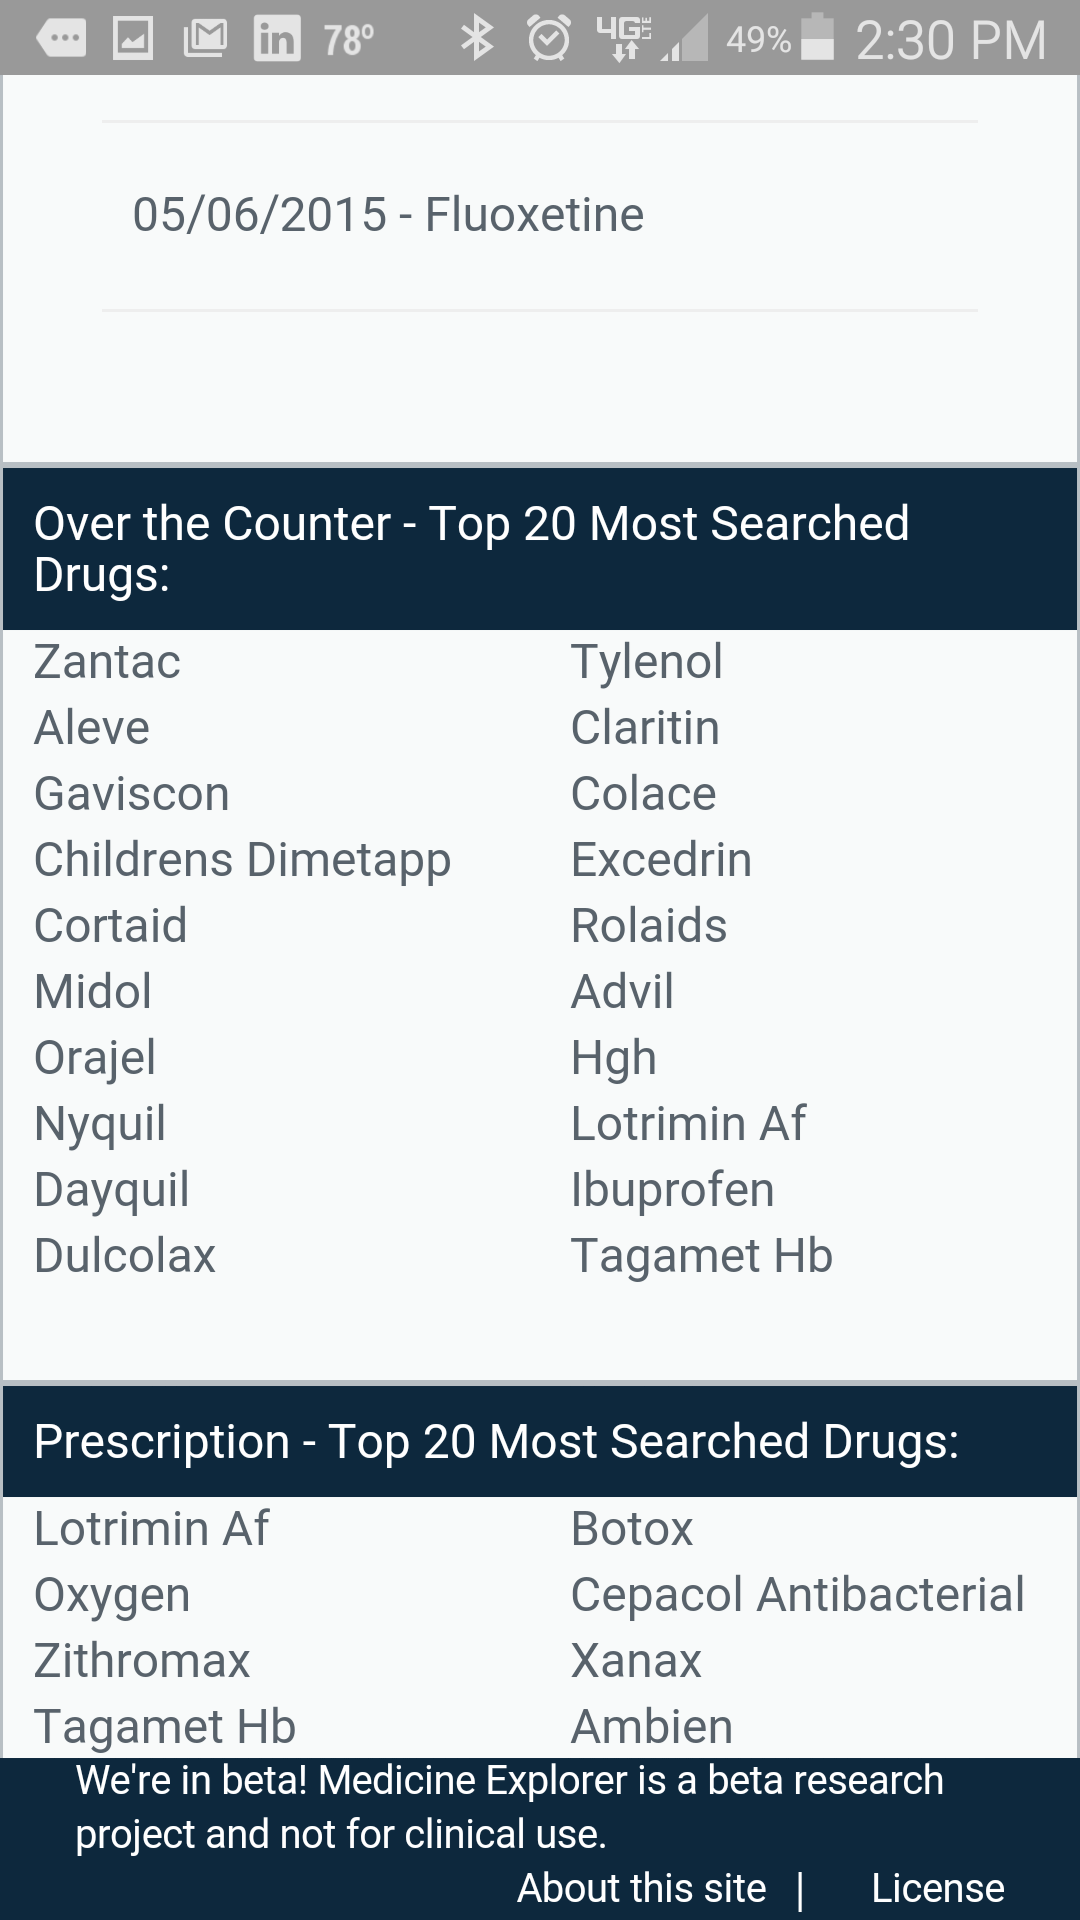 78° 4G LTE 49% 2:30 PM
05/06/2015 - Fluoxetine
Over the Counter - Top 20 Most Searched
Drugs:
Zantac Tylenol
Aleve Claritin
Gaviscon Colace
Childrens Dimetapp Excedrin
Cortaid Rolaids
Midol Advil
Orajel Hgh
Nyquil Lotrimin Af
Dayquil Ibuprofen
Dulcolax Tagamet Hb
Prescription - Top 20 Most Searched Drugs:
Lotrimin Af Botox
Oxygen Cepacol Antibacterial
Zithromax Xanax
Tagamet Hb Ambien
We're in beta! Medicine Explorer is a beta research
project and not for clinical use.
About this site | License